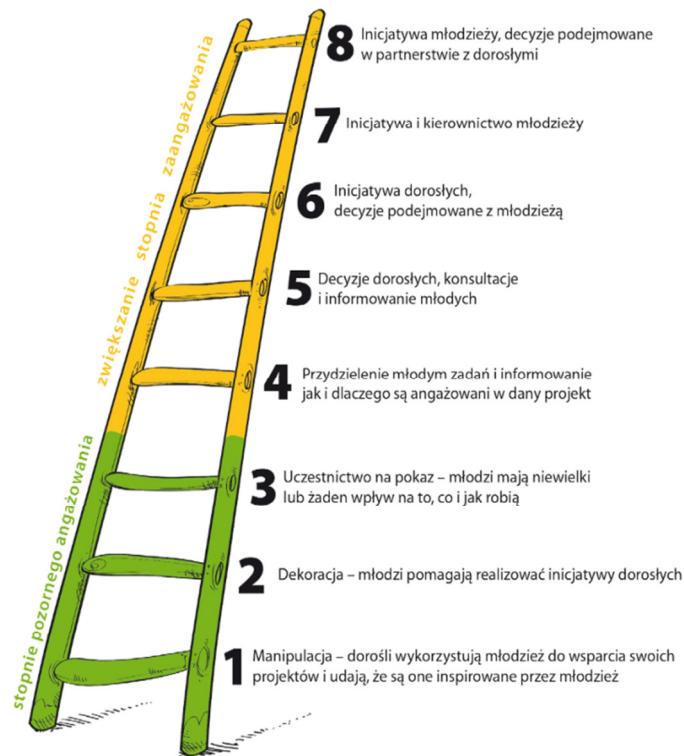 8 Inicjatywa młodzieży, decyzje podejmowane
w partnerstwie z dorosłymi
7 Inicjatywa i kierownictwo młodzieży
6 Inicjatywa dorosłych,
decyzje podejmowane z młodzieżą
5 Decyzje dorosłych, konsultacje
i informowanie młodych
4 Przydzielenie młodym zadań i informowanie
jak i dlaczego są angażowani w dany projekt
3 Uczestnictwo na pokaz – młodzi mają niewielki
lub żaden wpływ na to, co i jak robią
2 Dekoracja – młodzi pomagają realizować inicjatywy dorosłych
1 Manipulacja – dorośli wykorzystują młodzież do wsparcia swoich
projektów i udają, że są one inspirowane przez młodzież
zwiększanie stopnia zaangażowania
stopnie pozornego angażowania